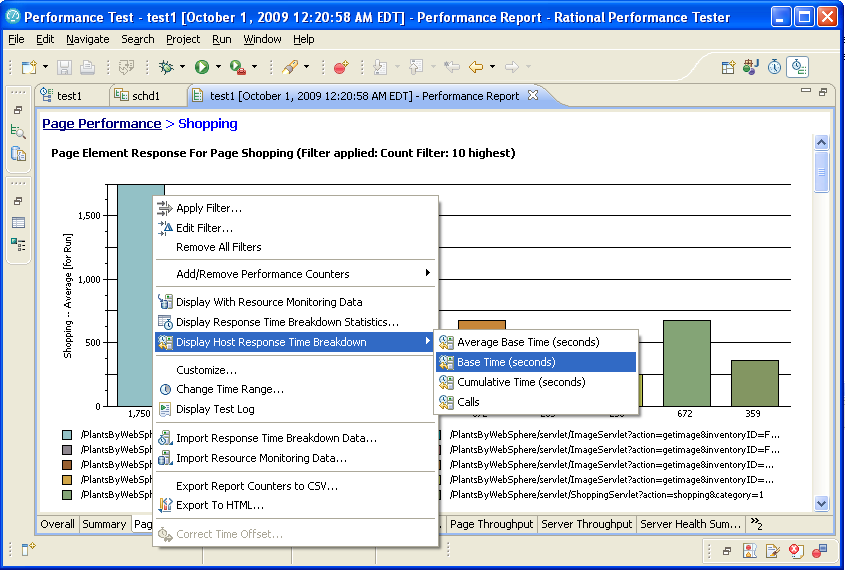 Performance Test - test1 [October 1, 2009 12:20:58 AM EDT] - Performance Report - Rational Performance Tester
File Edit Navigate Search Project Run Window Help
test1 schd1 test1 [October 1, 2009 12:20:58 AM EDT] - Performance Report
Page Performance > Shopping
Page Element Response For Page Shopping (Filter applied: Count Filter: 10 highest)
Shopping -- Average [for Run]
1,500
1,000
500
0
1,750
672
359
Apply Filter...
Edit Filter...
Remove All Filters
Add/Remove Performance Counters
Display With Resource Monitoring Data
Display Response Time Breakdown Statistics...
Display Host Response Time Breakdown
Customize...
Change Time Range...
Display Test Log
Import Response Time Breakdown Data...
Import Resource Monitoring Data...
Export Report Counters to CSV...
Export To HTML...
Correct Time Offset...
Average Base Time (seconds)
Base Time (seconds)
Cumulative Time (seconds)
Calls
/PlantsByWebSph
/PlantsByWebSph
/PlantsByWebSph
/PlantsByWebSph
/PlantsByWebSph
/PlantsByWebSphere/servlet/ImageServlet?action=getimage&inventoryID=F...
/PlantsByWebSphere/servlet/ImageServlet?action=getimage&inventoryID=F...
/PlantsByWebSphere/servlet/ImageServlet?action=getimage&inventoryID=...
/PlantsByWebSphere/servlet/ImageServlet?action=getimage&inventoryID=...
/PlantsByWebSphere/servlet/ShoppingServlet?action=shopping&category=1
Overall Summary Pag Page Throughput Server Throughput Server Health Sum... »2